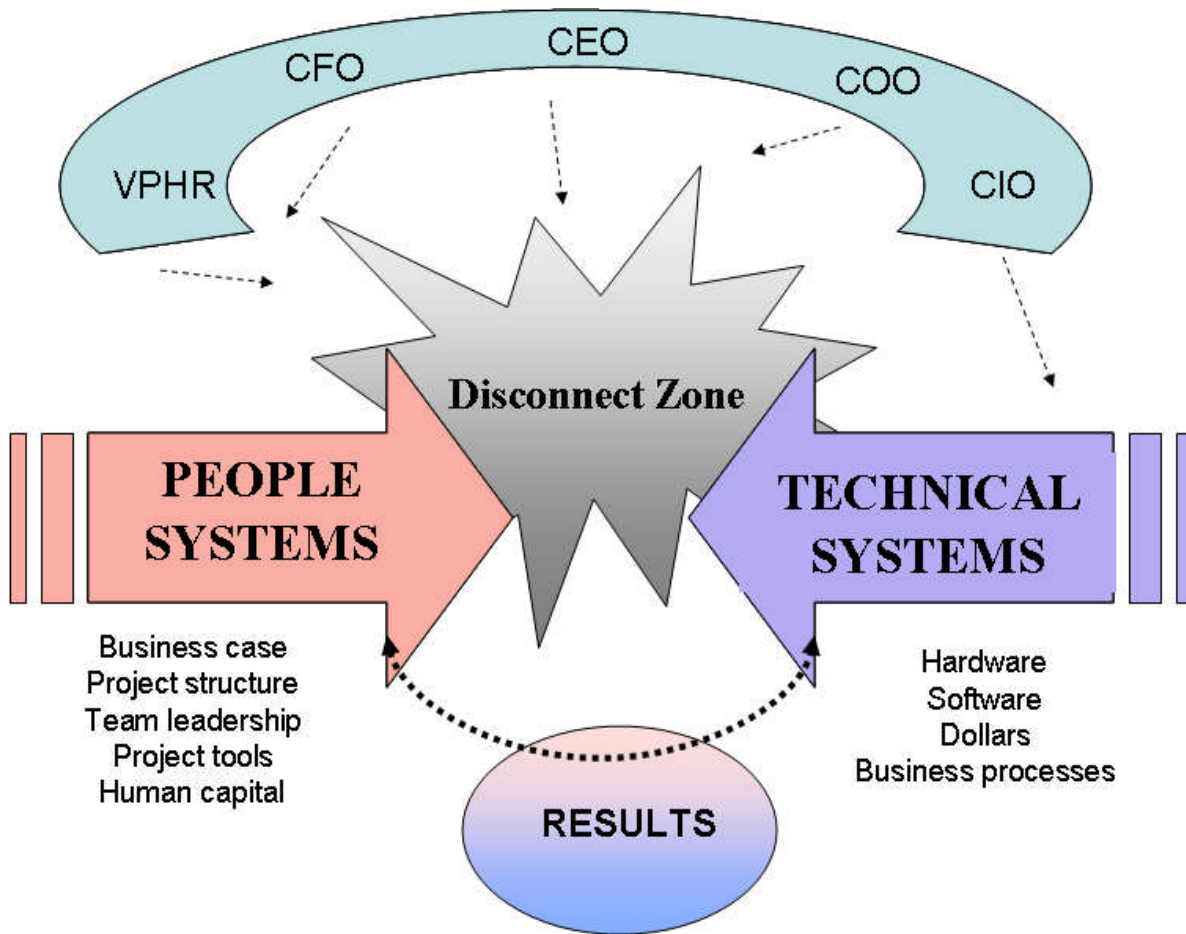 CEO
CFO
COO
VPHR
CIO
Disconnect Zone
PEOPLE
SYSTEMS
TECHNICAL
SYSTEMS
Business case
Project structure
Team leadership
Project tools
Human capital
Hardware
Software
Dollars
Business processes
RESULTS